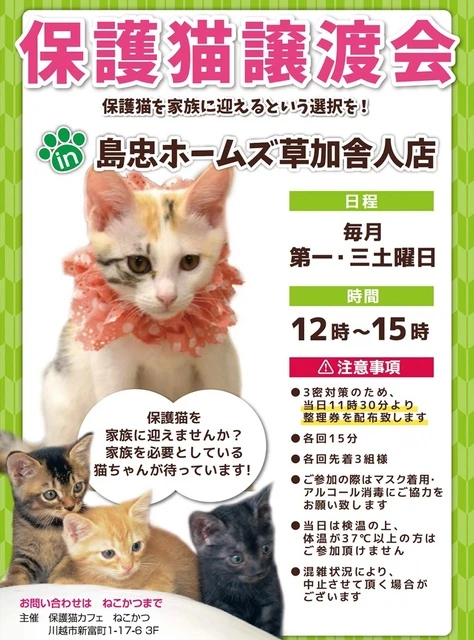 保護猫譲渡会
保護猫を家族に迎えるという選択を!
in 島忠ホームズ草加舎人店
日程
毎月
第一・三土曜日
時間
12時〜15時
注意事項
●3密対策のため、
当日11時30分より
整理券を配布致します
●各回15分
●各回先着3組様
●ご参加の際はマスク着用・
アルコール消毒にご協力を
お願い致します
●当日は検温の上、
体温が37℃以上の方は
ご参加頂けません
●混雑状況により、
中止させて頂く場合が
ございます
保護猫を
家族に迎えませんか?
家族を必要としている
猫ちゃんが待っています!
お問い合わせは ねこかつまで
主催 保護猫カフェ ねこかつ
川越市新富町1-17-6 3F